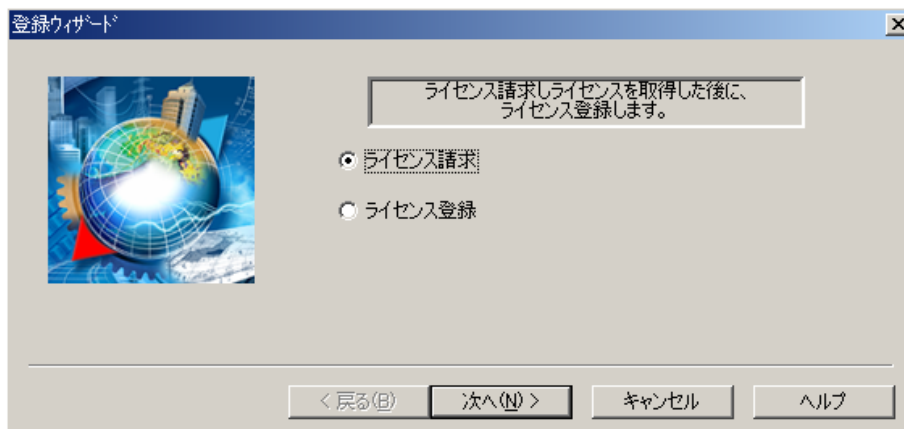 登録ウィザード
ライセンス請求しライセンスを取得した後に、
ライセンス登録します。
ライセンス請求
ライセンス登録
< 戻る(B)
次へ(N) >
キャンセル
ヘルプ